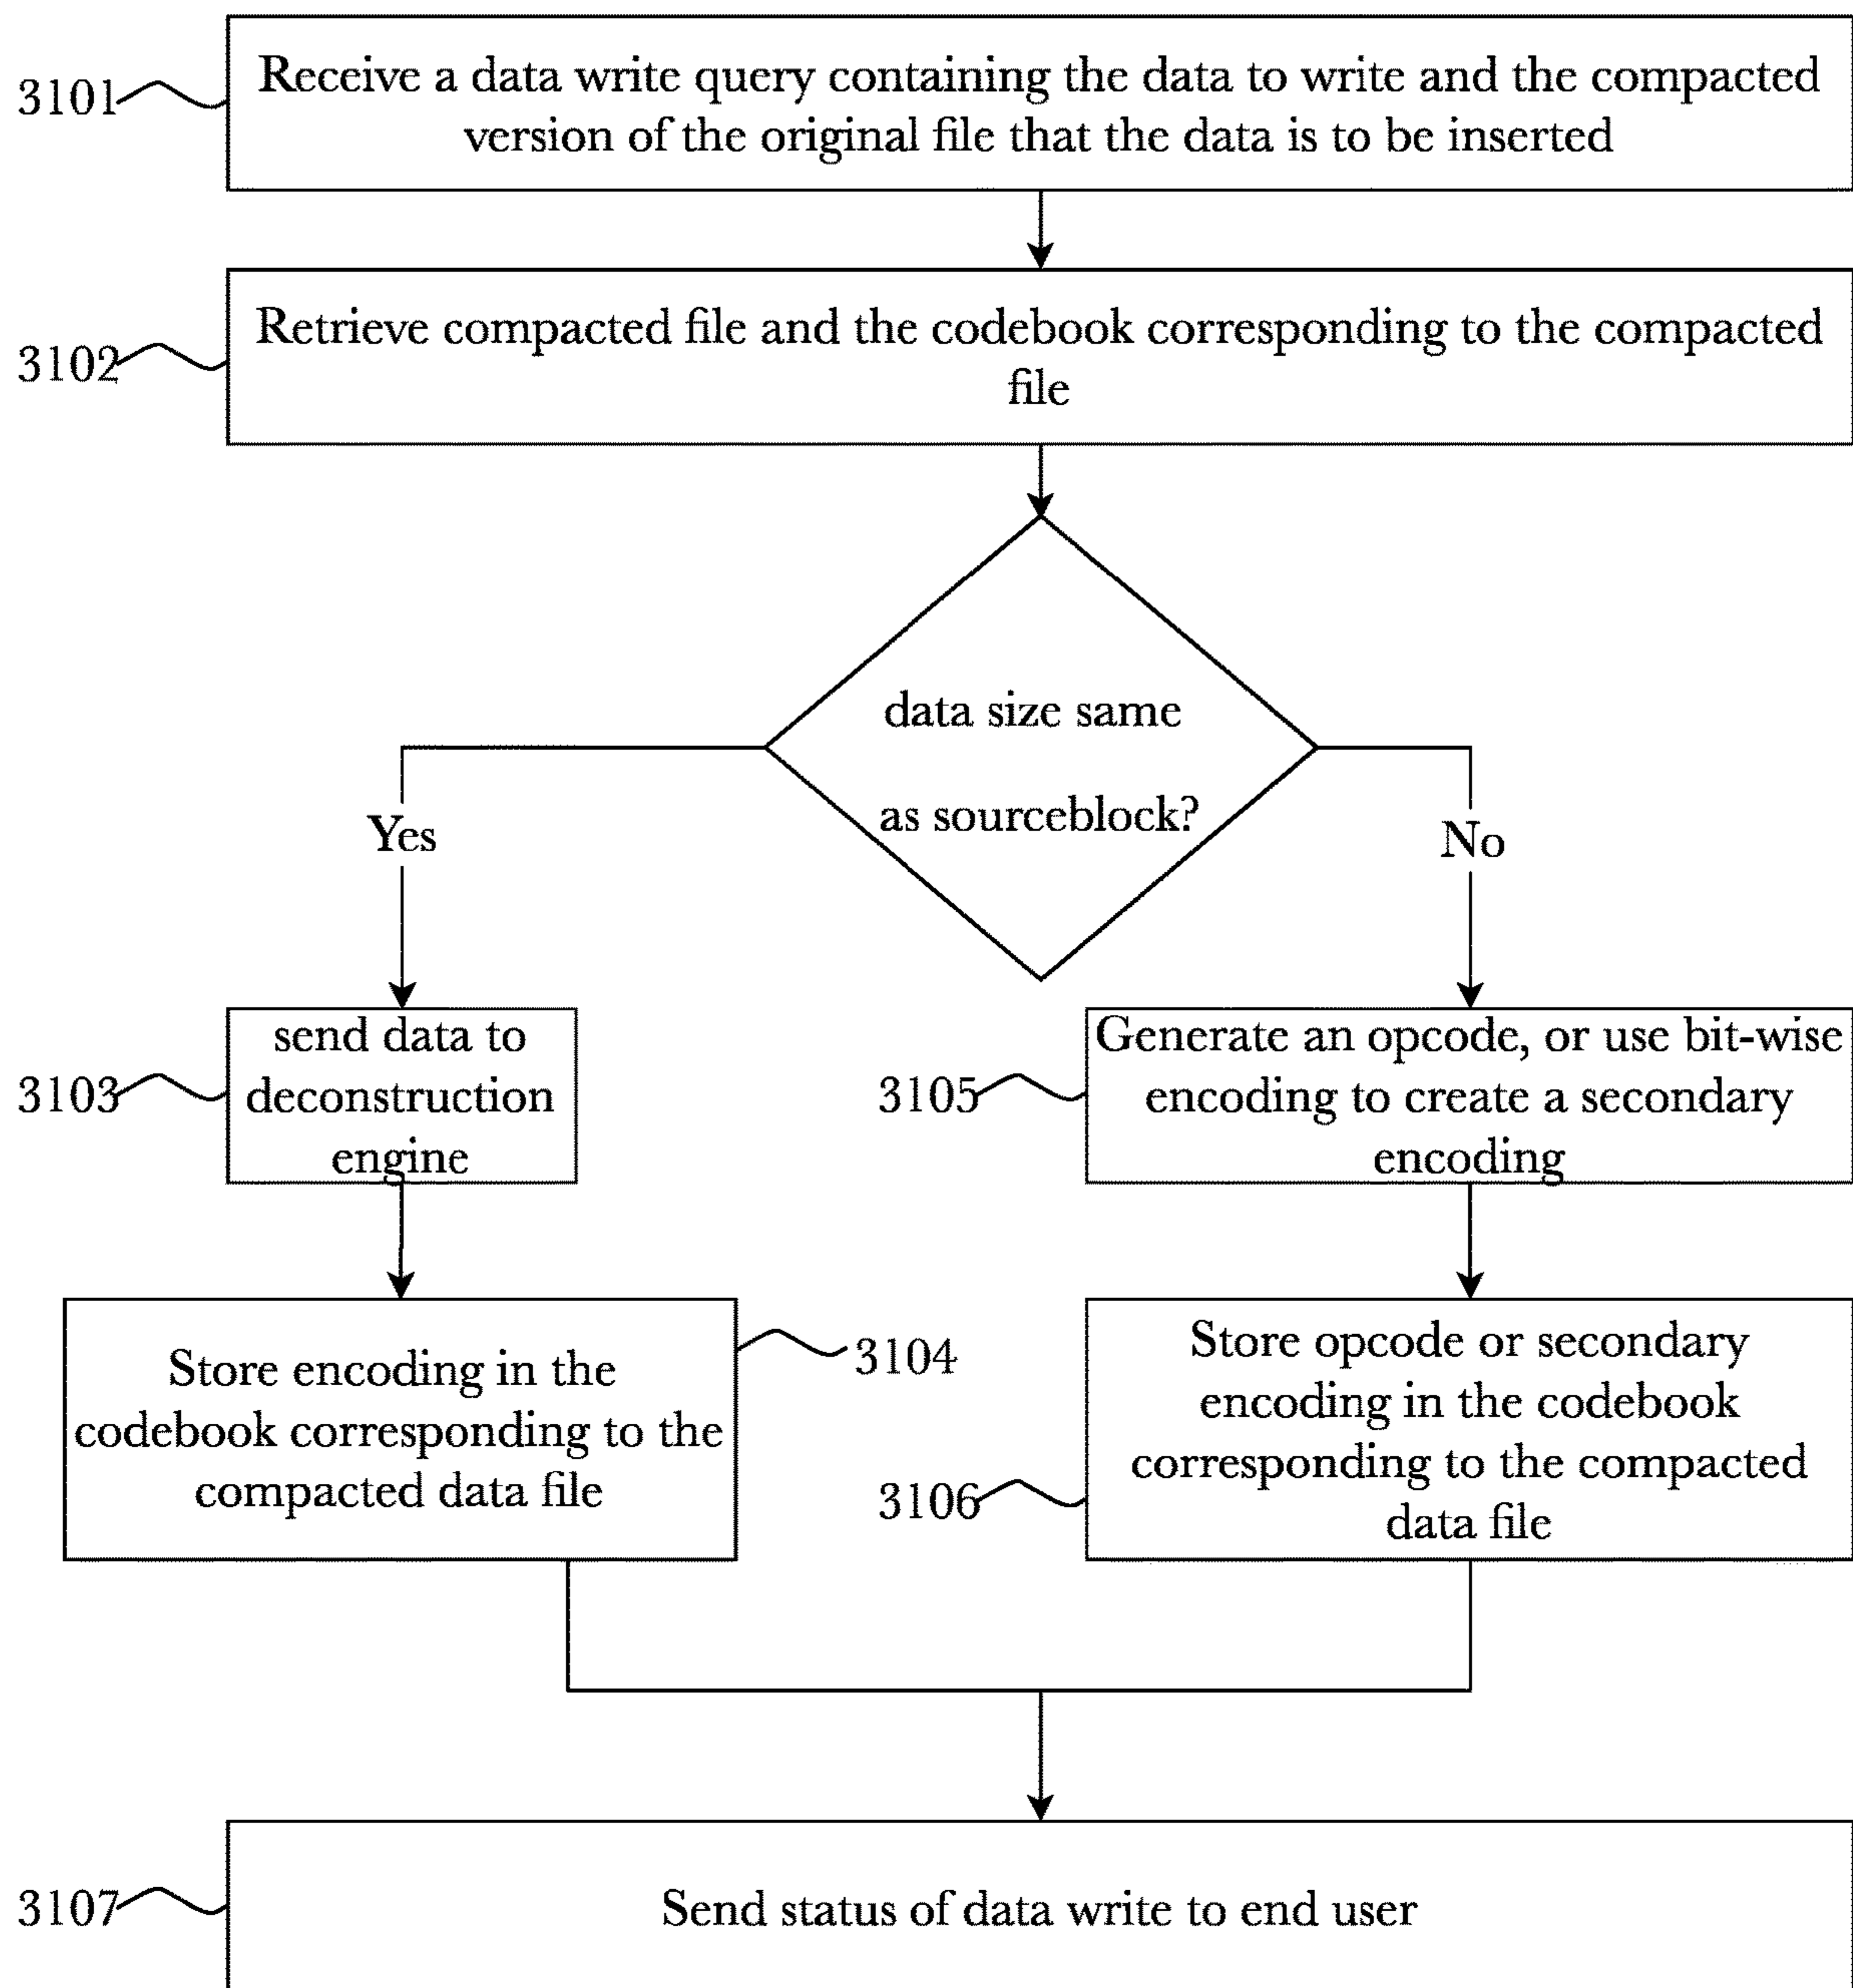 3101
Receive a data write query containing the data to write and the compacted
version of the original file that the data is to be inserted
3102
Retrieve compacted file and the codebook corresponding to the compacted
file
data size same
as sourceblock?
Yes
No
3103
send data to
deconstruction
engine
3105
Generate an opcode, or use bit-wise
encoding to create a secondary
encoding
Store encoding in the
codebook corresponding to the
compacted data file
3104
3106
Store opcode or secondary
encoding in the codebook
corresponding to the compacted
data file
3107
Send status of data write to end user